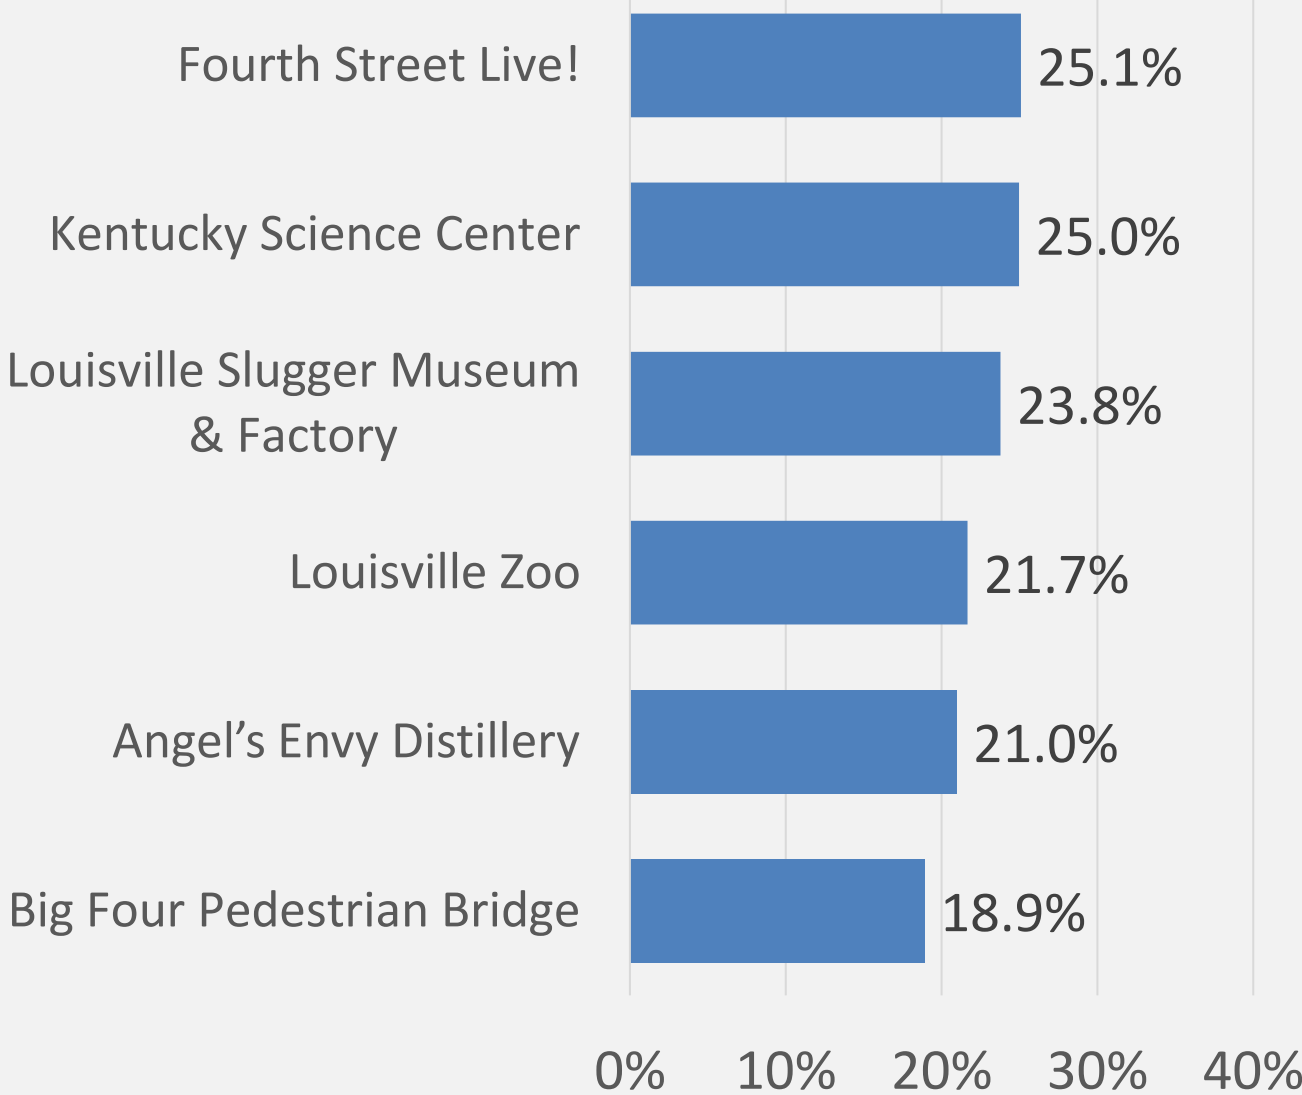 Fourth Street Live!
25.1%
Kentucky Science Center
25.0%
Louisville Slugger Museum
& Factory
23.8%
Louisville Zoo
21.7%
Angel’s Envy Distillery
21.0%
Big Four Pedestrian Bridge
18.9%
0% 10% 20% 30% 40%